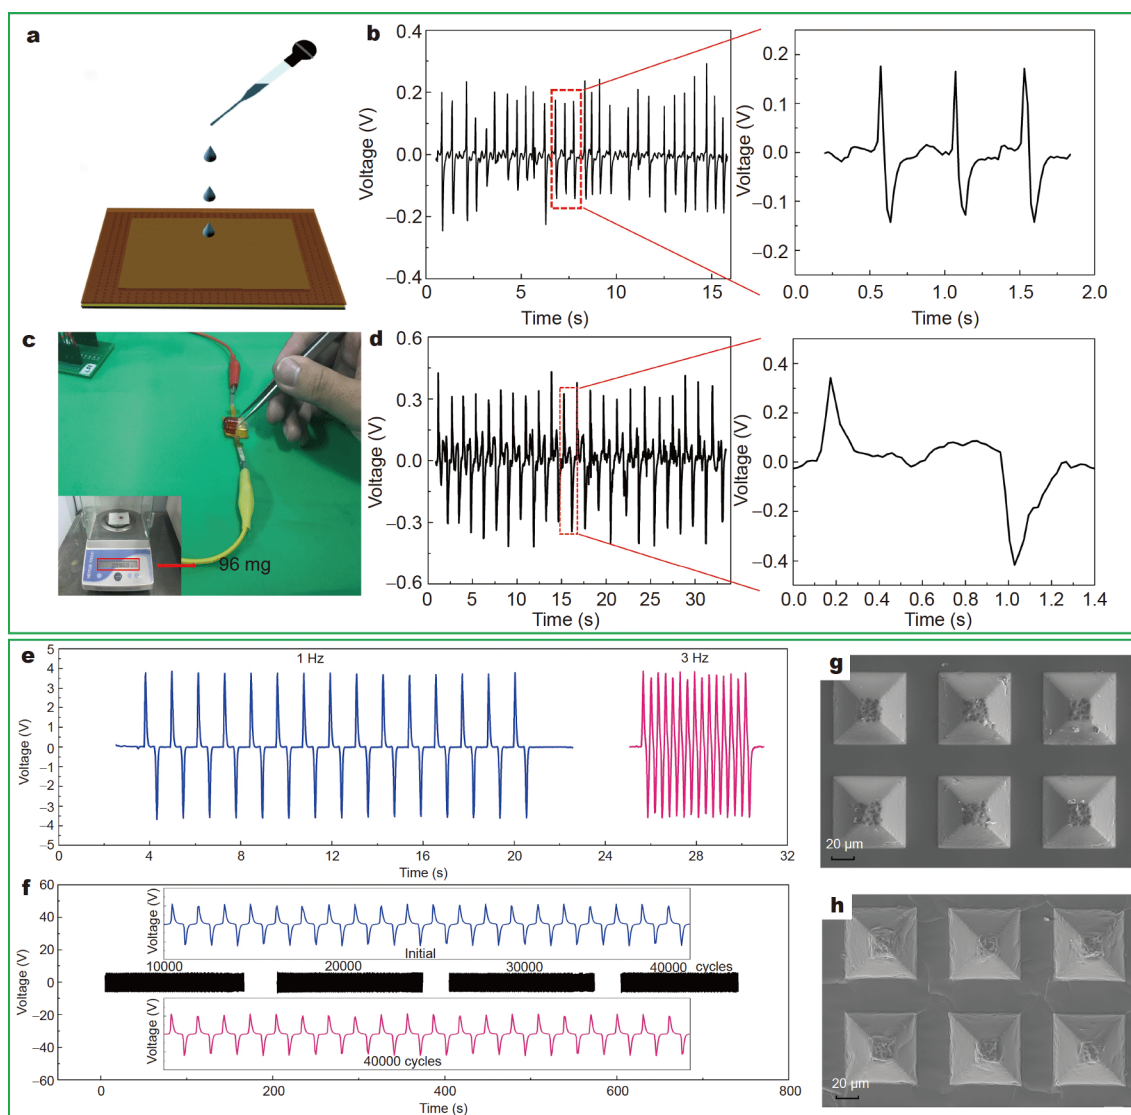 a
b
0.4
0.2
0.0
−0.2
−0.4
Voltage (V)
0 5 10 15
Time (s)
0.2
0.1
0.0
−0.1
−0.2
Voltage (V)
0.0 0.5 1.0 1.5 2.0
Time (s)
c
96 mg
d
0.6
0.3
0.0
−0.3
−0.6
Voltage (V)
0 5 10 15 20 25 30
Time (s)
0.4
0.2
0.0
−0.2
−0.4
Voltage (V)
0.0 0.2 0.4 0.6 0.8 1.0 1.2 1.4
Time (s)
e
5
4
3
2
1
0
−1
−2
−3
−4
−5
Voltage (V)
1 Hz
3 Hz
0 4 8 12 16 20 24 28 32
Time (s)
f
60
40
20
0
−20
−40
−60
Voltage (V)
Voltage (V)
Initial
10000 20000 30000 40000 cycles
Voltage (V)
40000 cycles
0 200 400 600 800
Time (s)
g
20 µm
h
20 µm